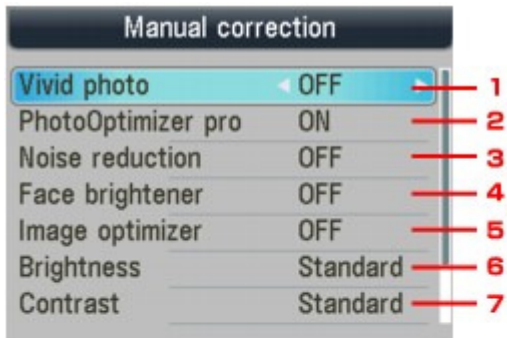 Manual correction
Vivid photo OFF 1
PhotoOptimizer pro ON 2
Noise reduction OFF 3
Face brightener OFF 4
Image optimizer OFF 5
Brightness Standard 6
Contrast Standard 7